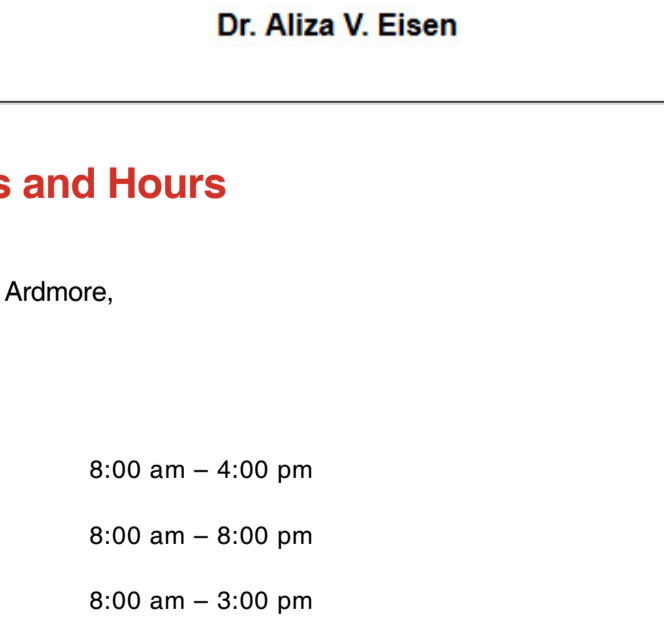 Dr. Aliza V. Eisen
s and Hours
Ardmore,
8:00 am – 4:00 pm
8:00 am – 8:00 pm
8:00 am – 3:00 pm